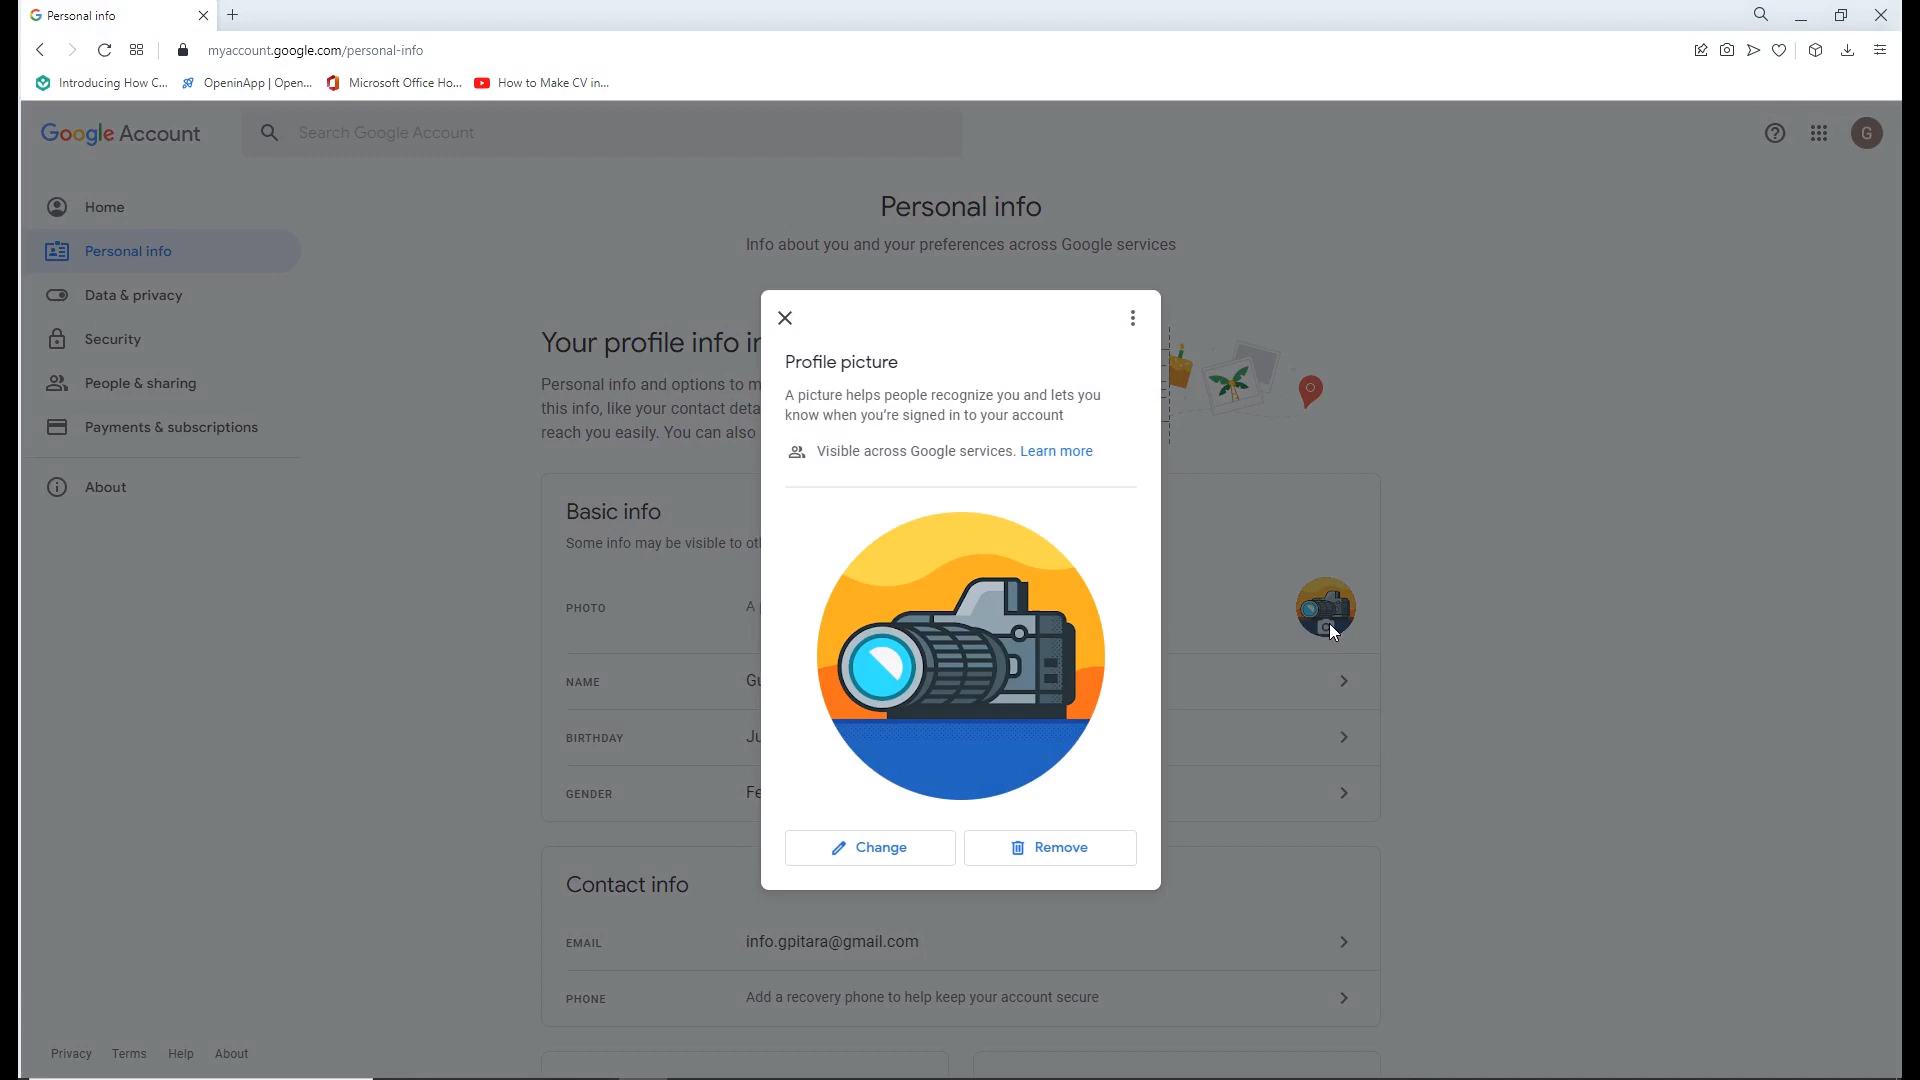 Personal info
myaccount.google.com/personal-info
Introducing How C...
OpeninApp | Open...
Microsoft Office Ho...
How to Make CV in...
Google Account
Search Google Account
G
Home
Personal info
Data & privacy
Security
People & sharing
Payments & subscriptions
About
Personal info
Info about you and your preferences across Google services
Your profile info in
Personal info and options to m
this info, like your contact deta
reach you easily. You can also
Profile picture
A picture helps people recognize you and lets you
know when you're signed in to your account
Visible across Google services. Learn more
Change
Remove
Basic info
Some info may be visible to ot
PHOTO
A
NAME
Gu
BIRTHDAY
Ju
GENDER
Fe
Contact info
EMAIL
info.gpitara@gmail.com
PHONE
Add a recovery phone to help keep your account secure
Privacy Terms Help About